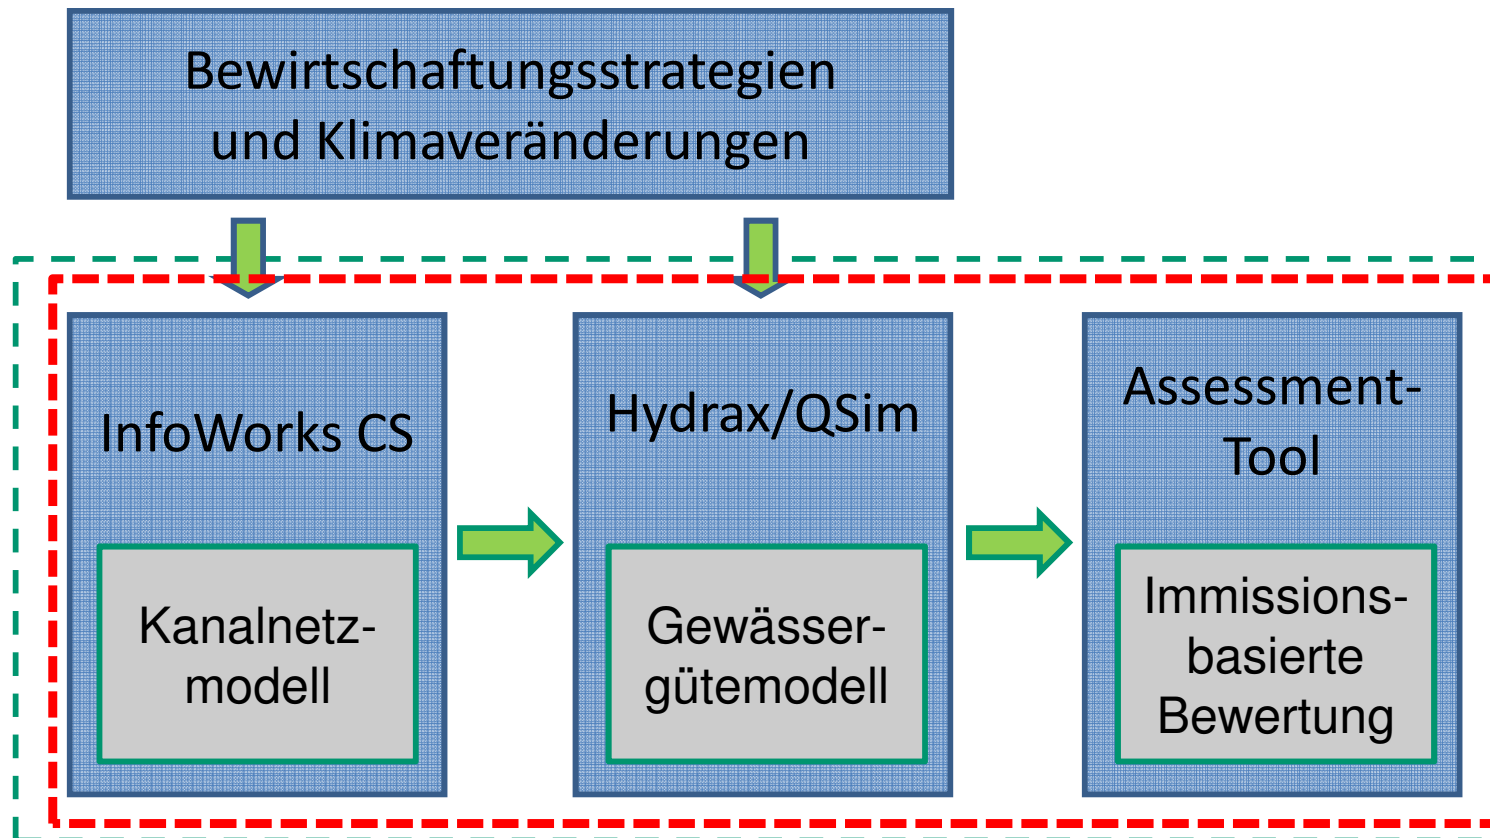 Bewirtschaftungsstrategien
und Klimaveränderungen
InfoWorks CS
Kanalnetz-
modell
Hydrax/QSim
Gewässer-
gütemodell
Assessment-
Tool
Immissions-
basierte
Bewertung